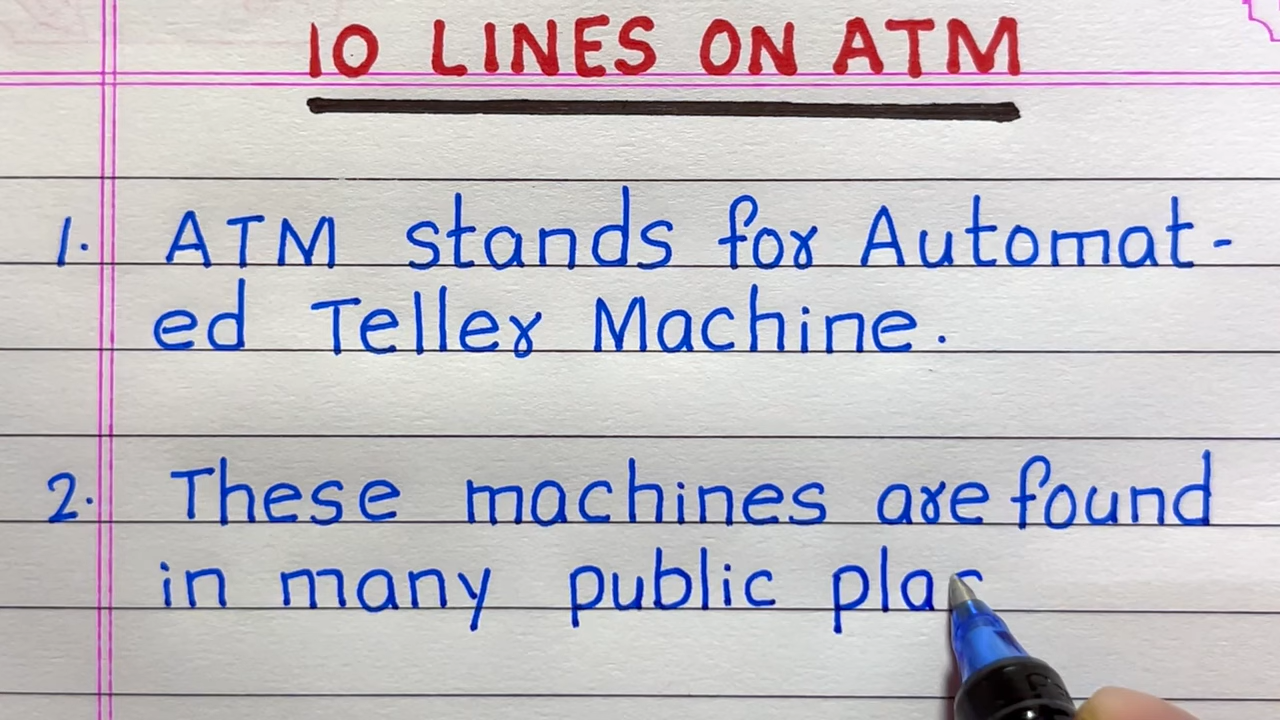 10 LINES ON ATM
1. ATM stands for Automat-
ed Teller Machine.
2. These machines are found
in many public plac